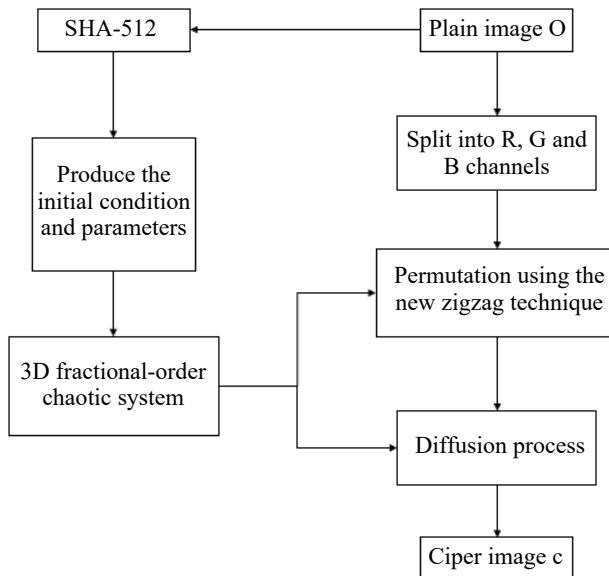 SHA-512
Plain image O
Split into R, G and
B channels
Produce the
initial condition
and parameters
Permutation using the
new zigzag technique
3D fractional-order
chaotic system
Diffusion process
Ciper image c